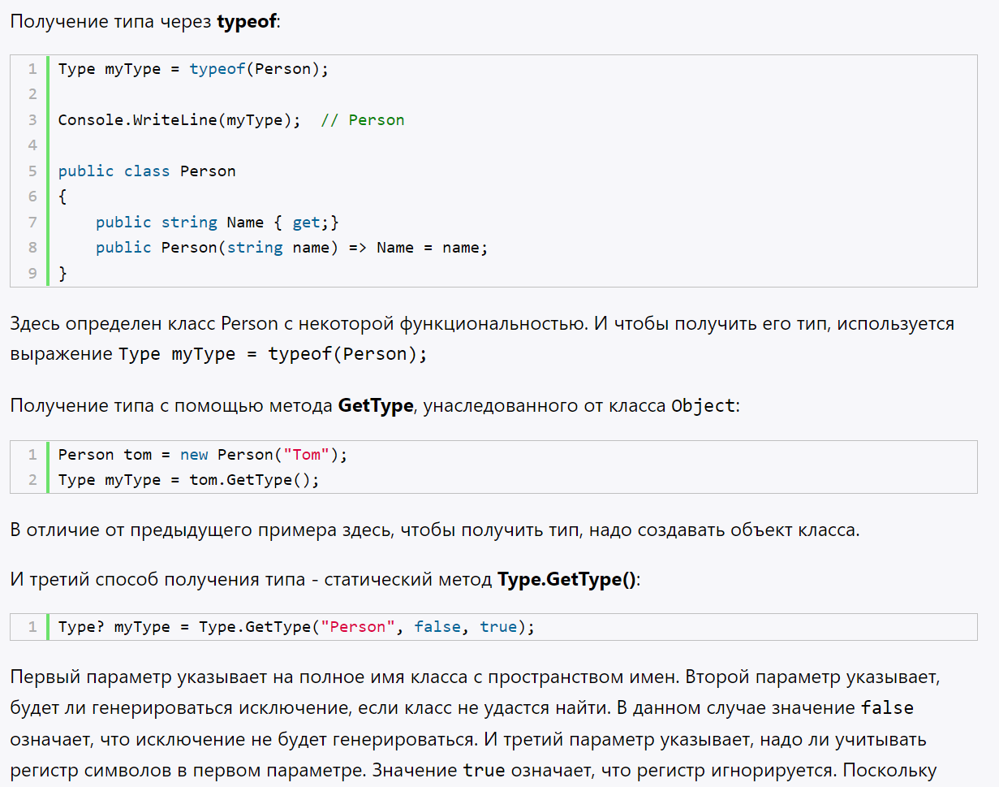 Получение типа через typeof:
1 Type myType = typeof(Person);
2
3 Console.WriteLine(myType);  // Person
4
5 public class Person
6 {
7     public string Name { get;}
8     public Person(string name) => Name = name;
9 }
Здесь определен класс Person с некоторой функциональностью. И чтобы получить его тип, используется
выражение Type myType = typeof(Person);
Получение типа с помощью метода GetType, унаследованного от класса Object:
1 Person tom = new Person("Tom");
2 Type myType = tom.GetType();
В отличие от предыдущего примера здесь, чтобы получить тип, надо создавать объект класса.
И третий способ получения типа - статический метод Type.GetType():
1 Type? myType = Type.GetType("Person", false, true);
Первый параметр указывает на полное имя класса с пространством имен. Второй параметр указывает,
будет ли генерироваться исключение, если класс не удастся найти. В данном случае значение false
означает, что исключение не будет генерироваться. И третий параметр указывает, надо ли учитывать
регистр символов в первом параметре. Значение true означает, что регистр игнорируется. Поскольку